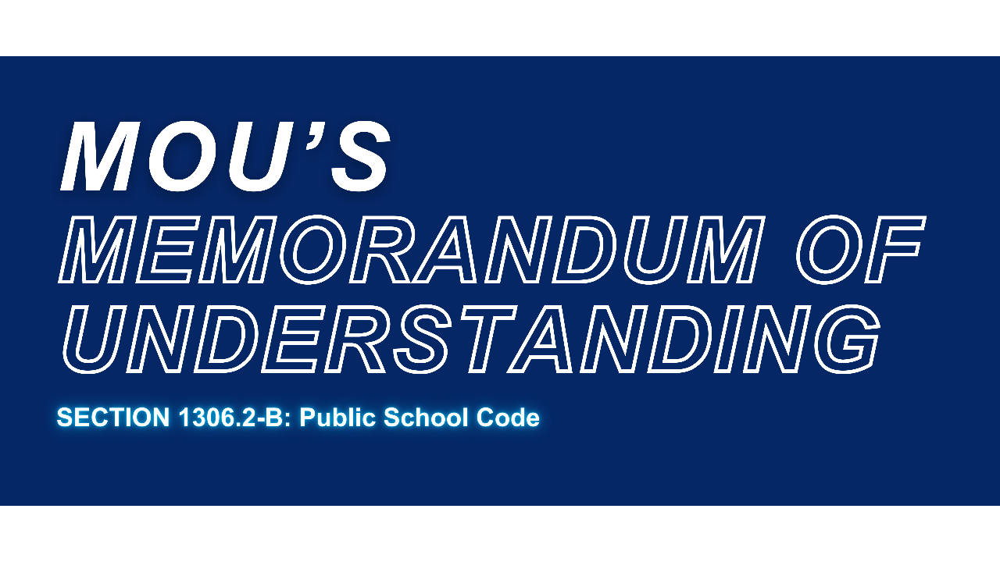 MOU’S
MEMORANDUM OF
UNDERSTANDING
SECTION 1306.2-B: Public School Code